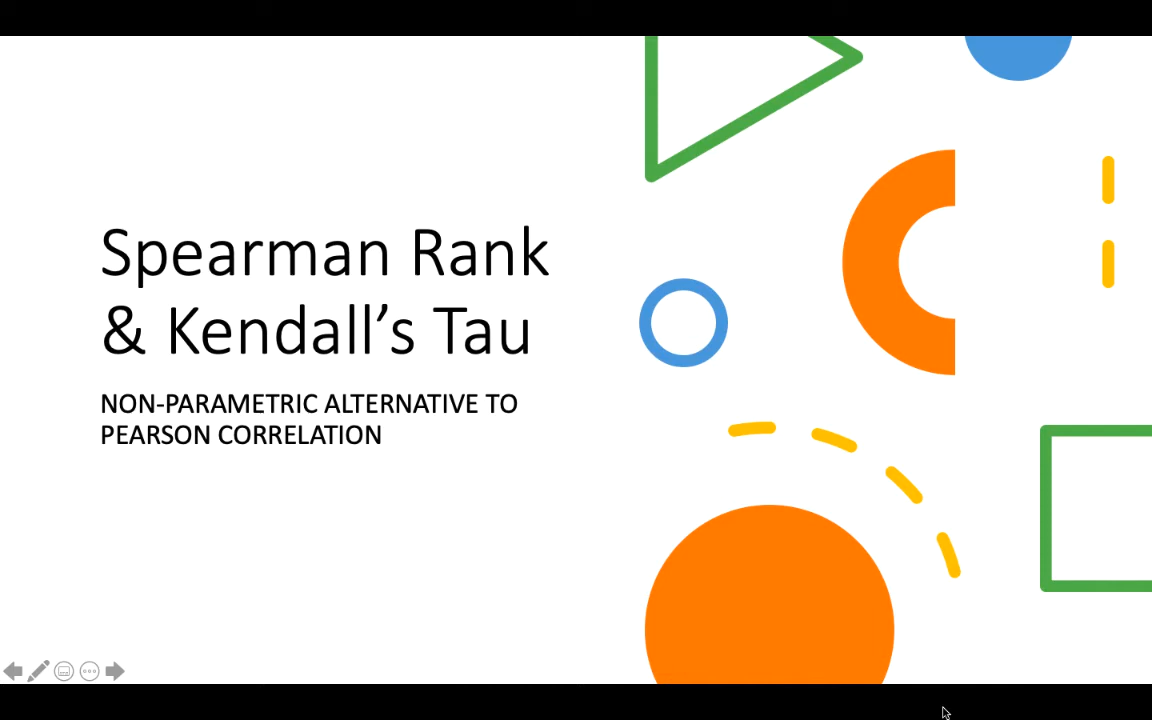 Spearman Rank
& Kendall’s Tau
NON-PARAMETRIC ALTERNATIVE TO
PEARSON CORRELATION